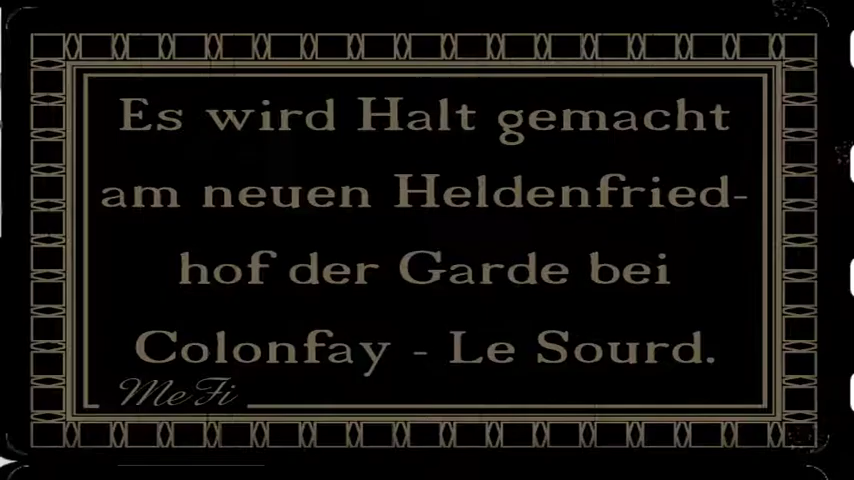 Es wird Halt gemacht
am neuen Heldenfried-
hof der Garde bei
Colonfay - Le Sourd.
MeFi